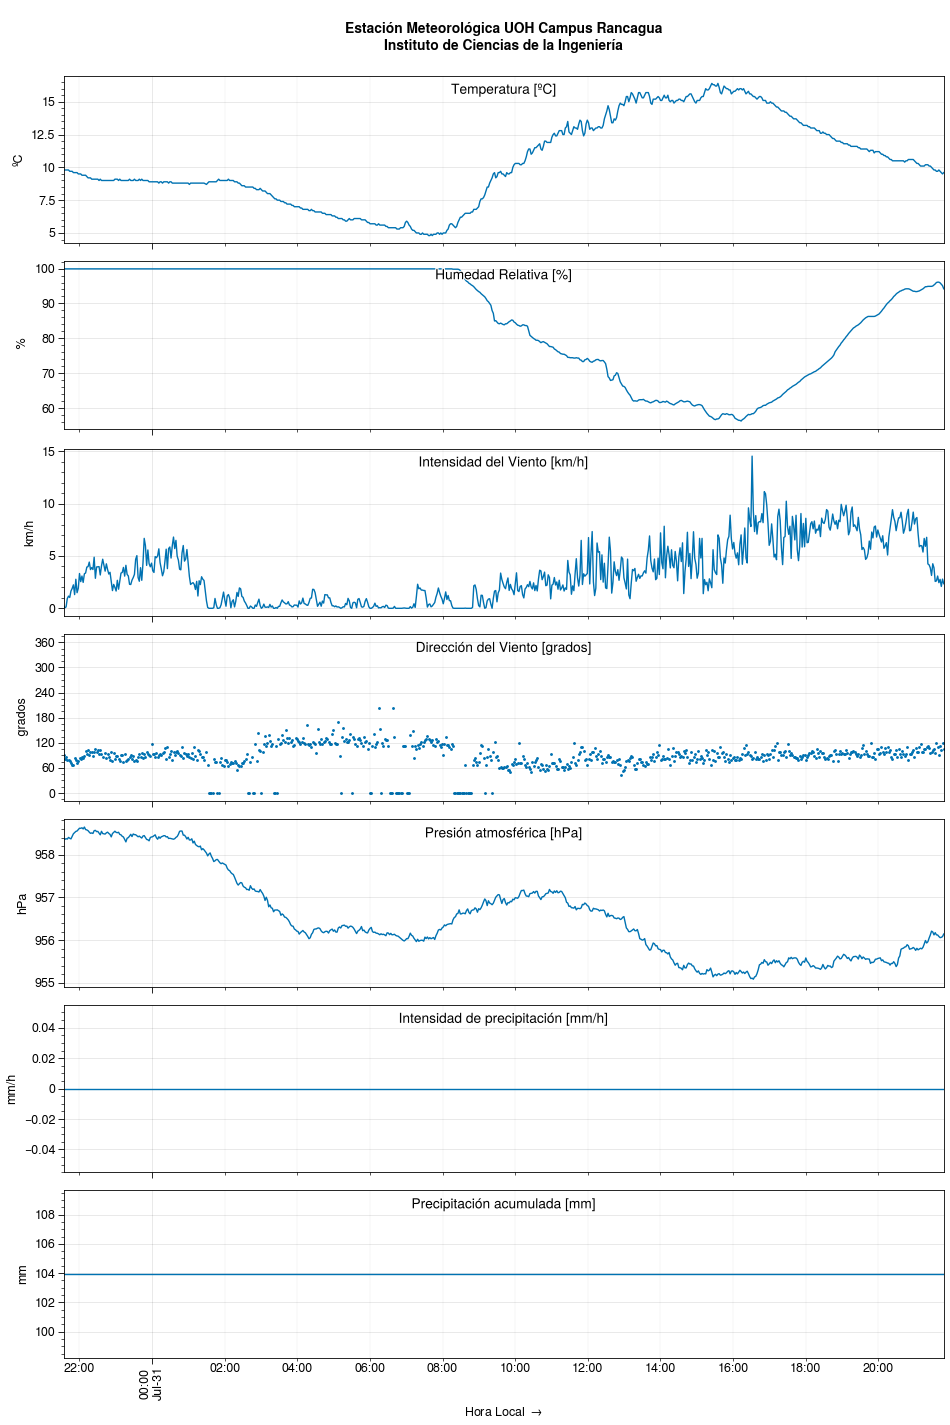 Estación Meteorológica UOH Campus Rancagua
Instituto de Ciencias de la Ingeniería
Temperatura [ºC]
ºC
15
12.5
10
7.5
5
Humedad Relativa [%]
%
100
90
80
70
60
Intensidad del Viento [km/h]
km/h
15
10
5
0
Dirección del Viento [grados]
grados
360
300
240
180
120
60
0
Presión atmosférica [hPa]
hPa
958
957
956
955
Intensidad de precipitación [mm/h]
mm/h
0.04
0.02
0
−0.02
−0.04
Precipitación acumulada [mm]
mm
108
106
104
102
100
22:00
00:00
Jul-31
02:00
04:00
06:00
08:00
10:00
12:00
14:00
16:00
18:00
20:00
Hora Local →